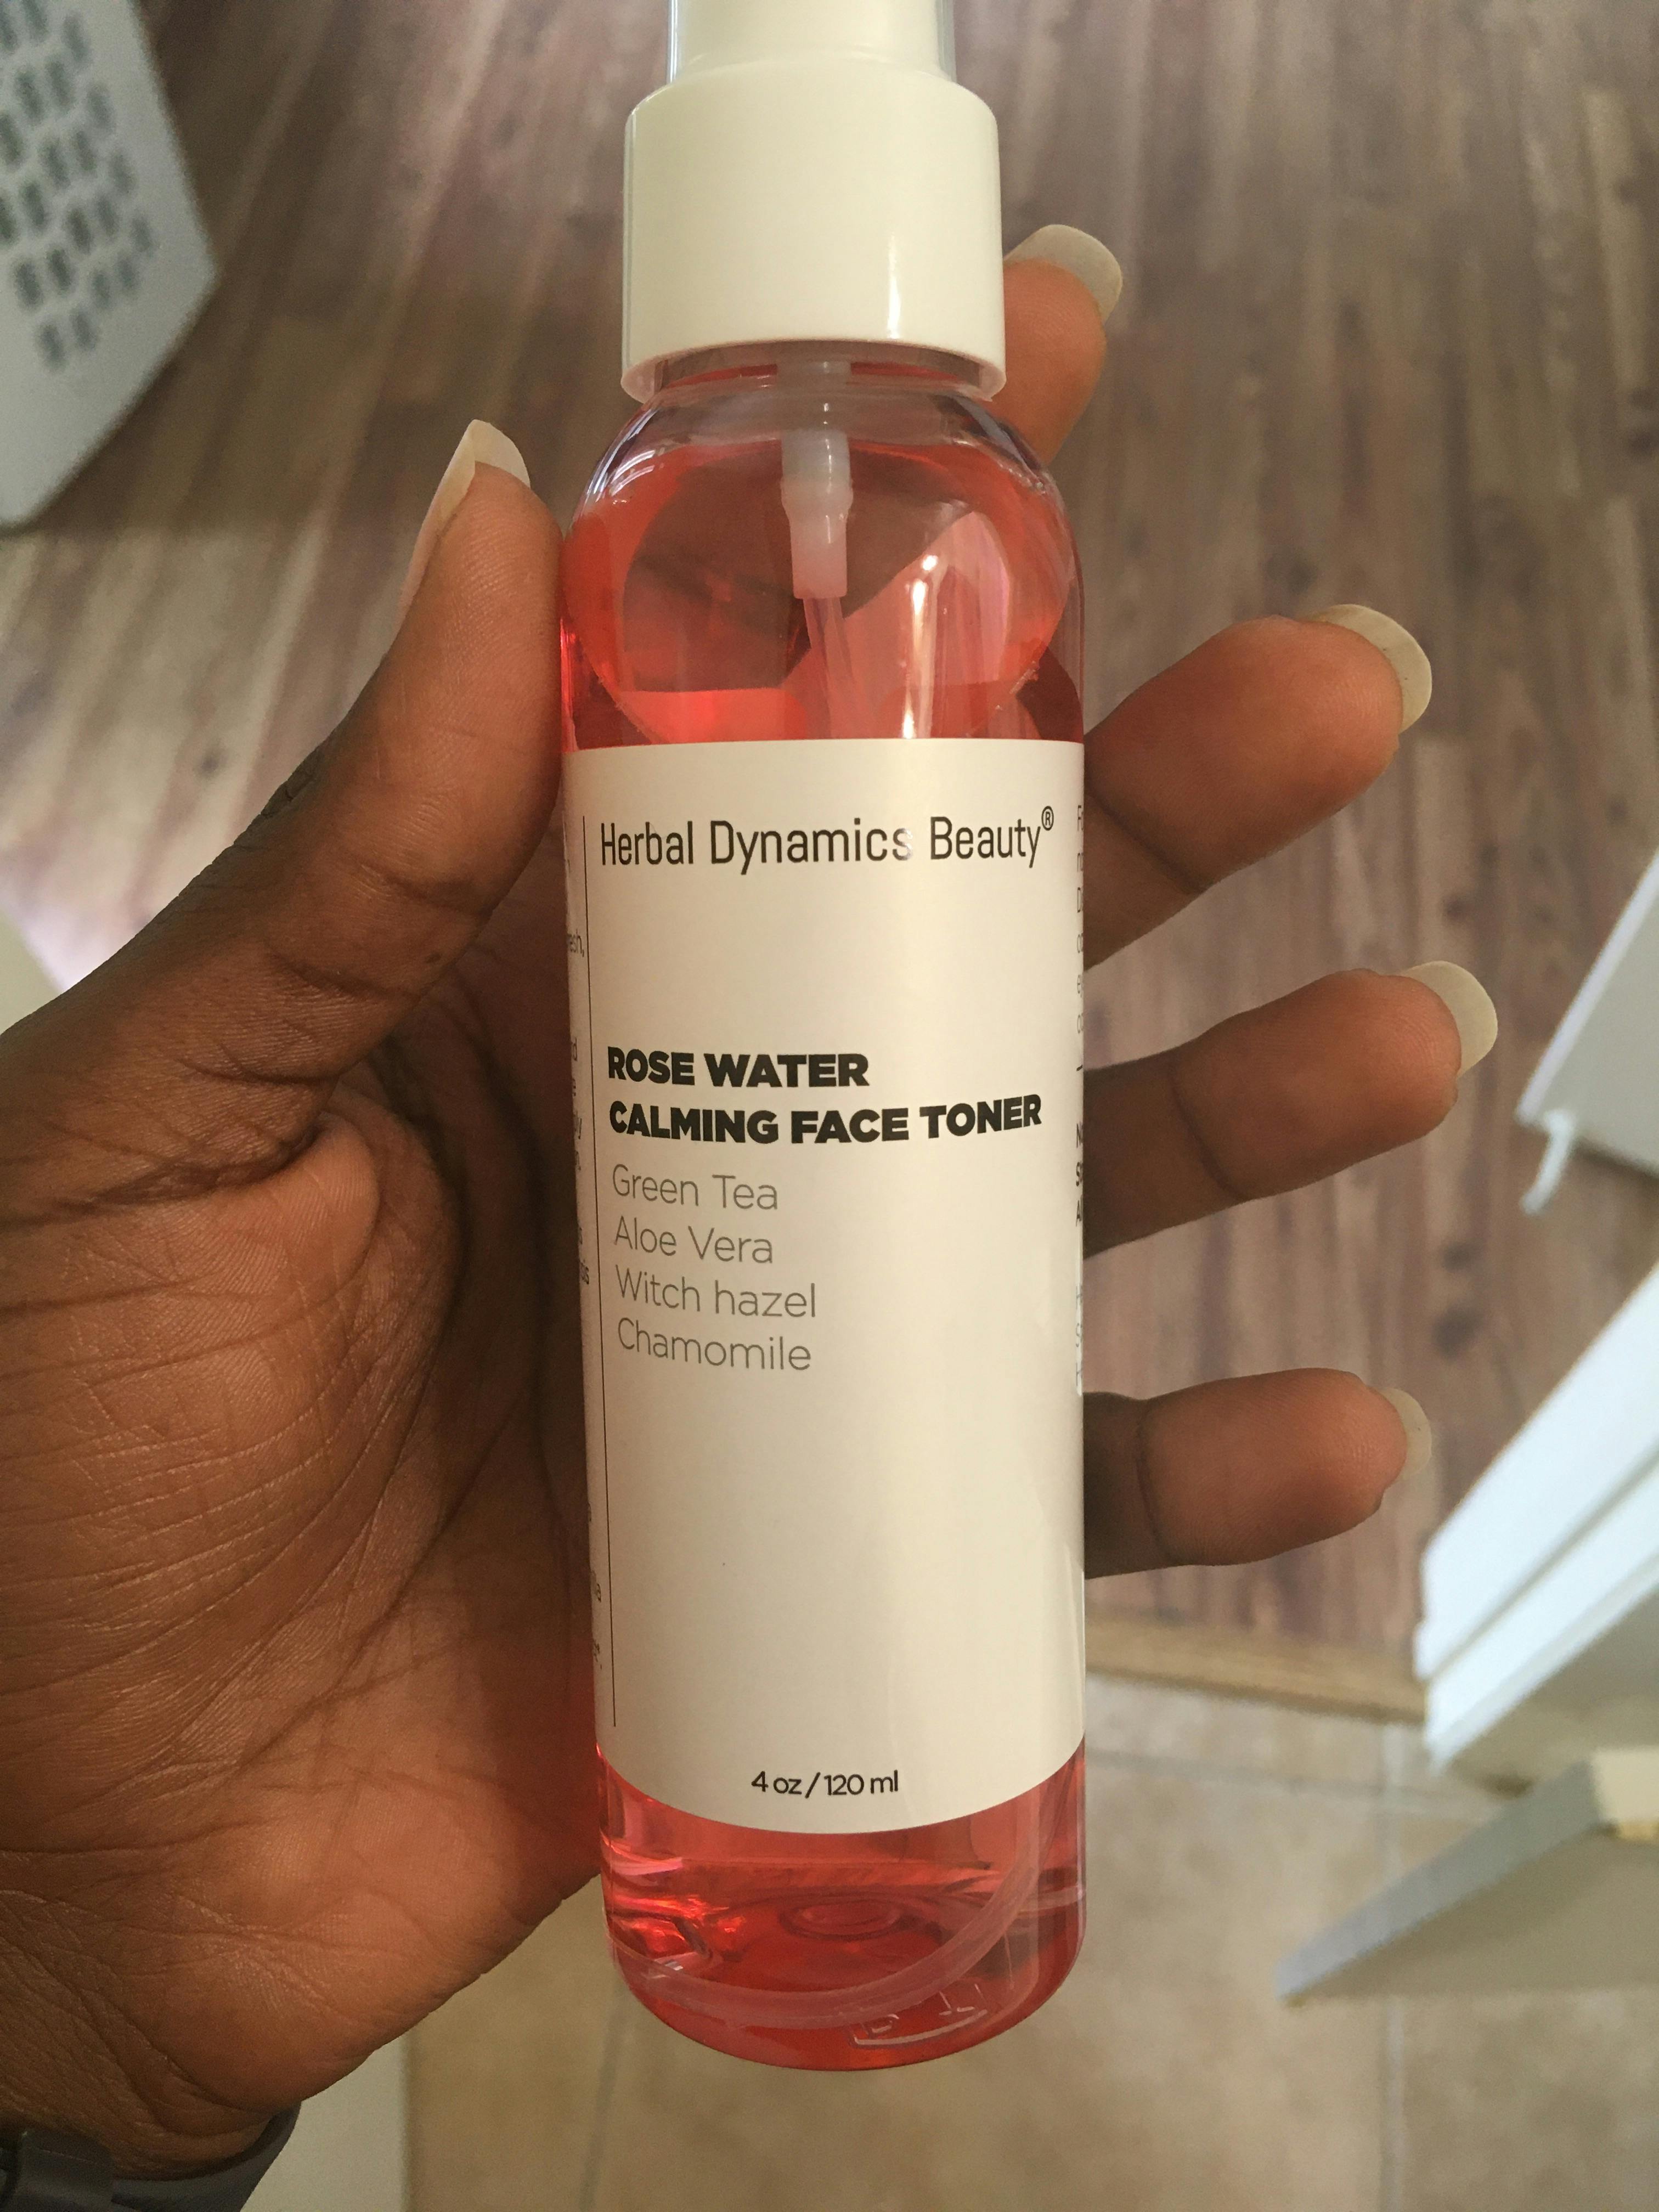 Herbal Dynamics Beauty®
ROSE WATER
CALMING FACE TONER
Green Tea
Aloe Vera
Witch hazel
Chamomile
4 oz / 120 ml